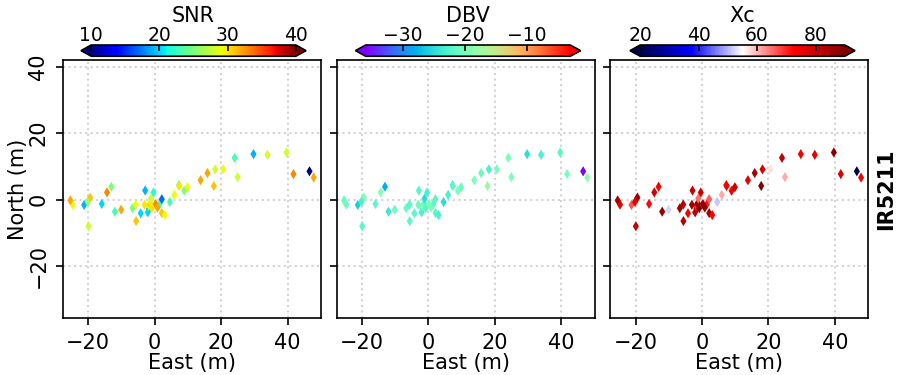 SNR DBV Xc
10 20 30 40 −30 −20 −10 20 40 60 80
40
20
0
−20
North (m)
−20 0 20 40 −20 0 20 40 −20 0 20 40
East (m) East (m) East (m)
IR5211